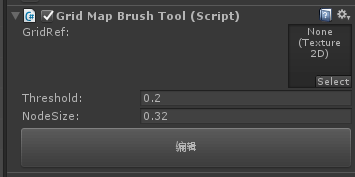 Grid Map Brush Tool (Script)
GridRef:
None
(Texture
2D)
Select
Threshold: 0.2
NodeSize: 0.32
编辑